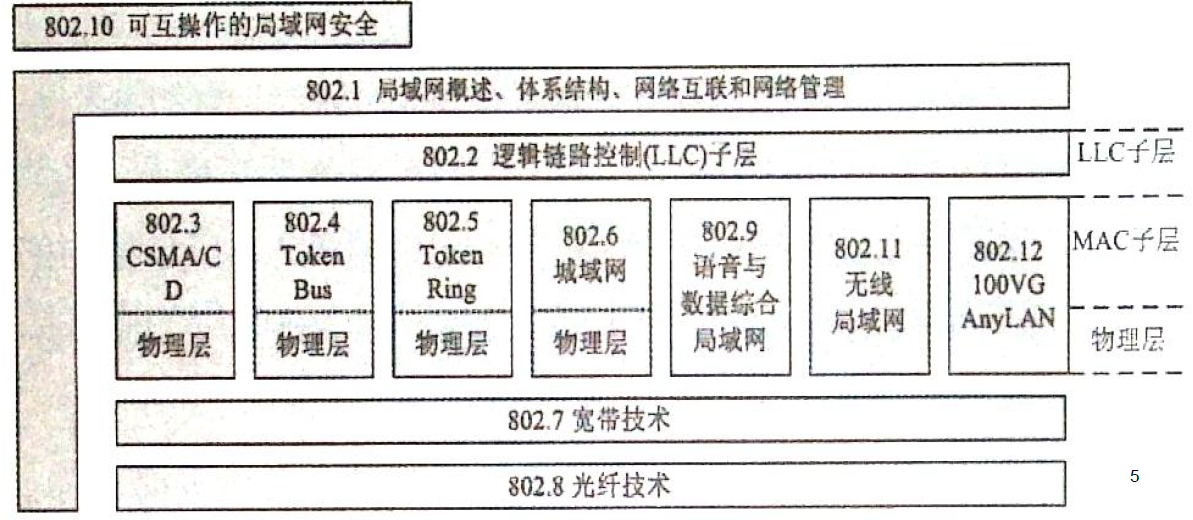 802.10 可互操作的局域网安全
802.1 局域网概述、体系结构、网络互联和网络管理
802.2 逻辑链路控制(LLC)子层
LLC子层
802.3
CSMA/C
D
物理层
802.4
Token
Bus
物理层
802.5
Token
Ring
物理层
802.6
城域网
物理层
802.9
语音与
数据综合
局域网
802.11
无线
局域网
802.12
100VG
AnyLAN
MAC子层
物理层
802.7 宽带技术
802.8 光纤技术
5